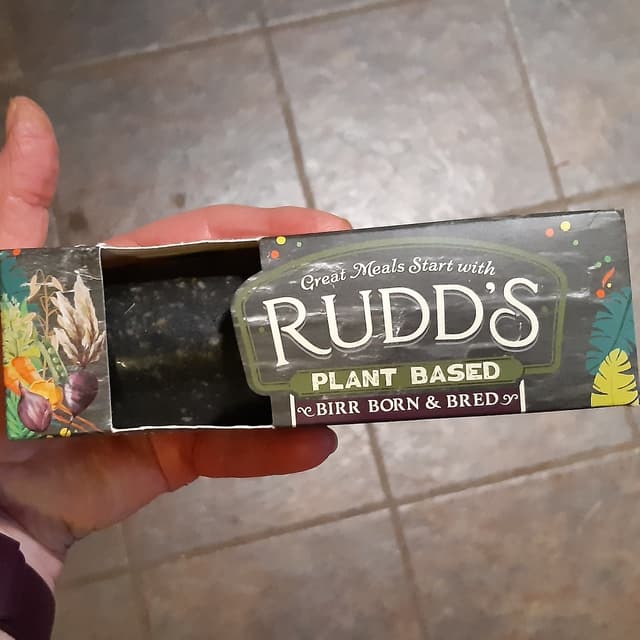 Great Meals Start with
RUDD'S
PLANT BASED
BIRR BORN & BRED